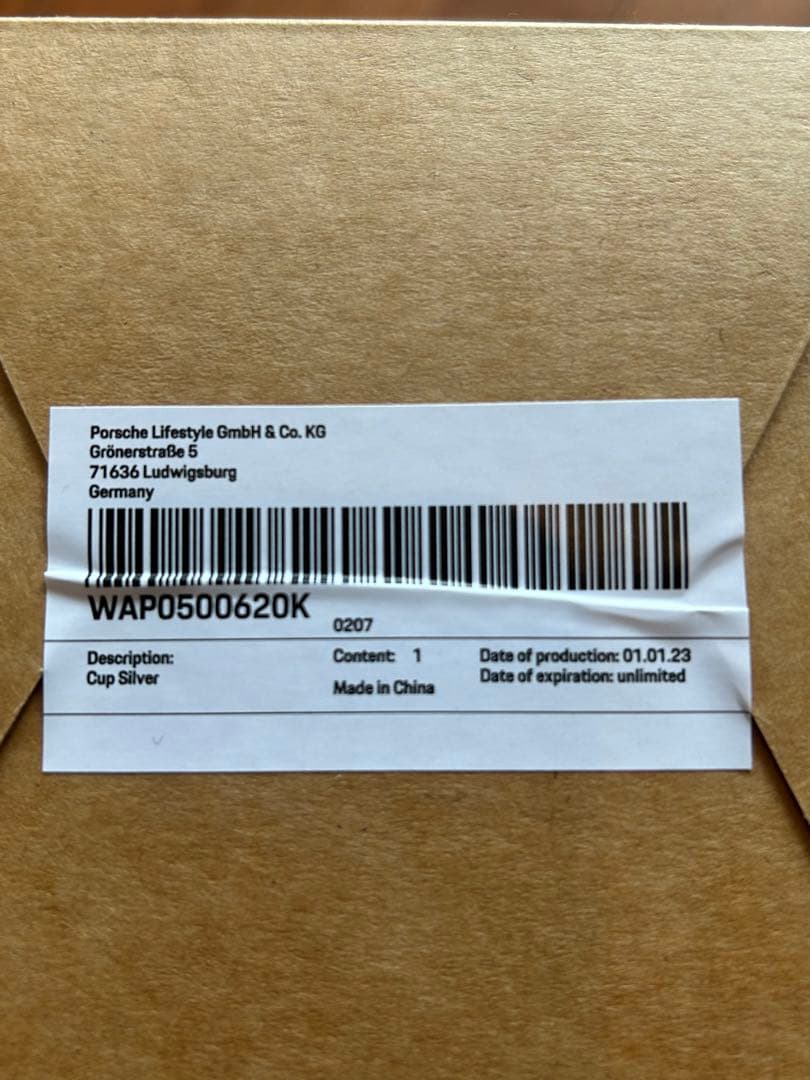 Porsche Lifestyle GmbH & Co. KG
Grönerstraße 5
71636 Ludwigsburg
Germany
WAP0500620K
0207
Description:
Cup Silver
Content: 1
Made in China
Date of production: 01.01.23
Date of expiration: unlimited